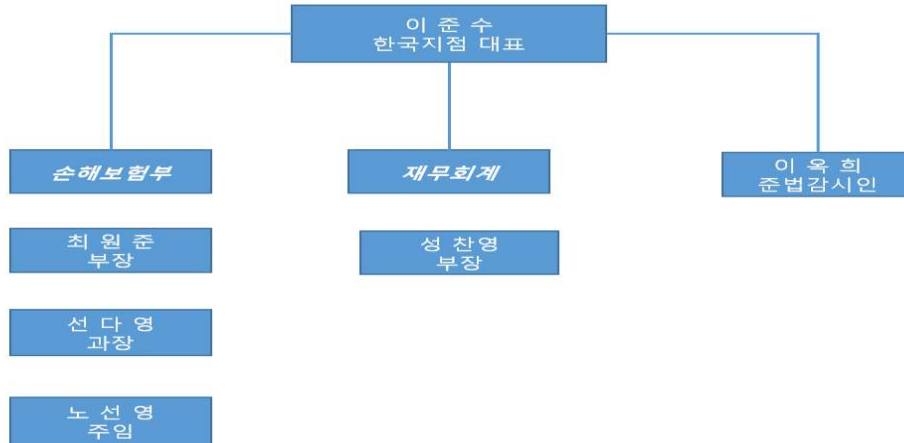 이 준 수
한국지점 대표
손해보험부
재무회계
이 옥 희
준법감시인
최 원 준
부장
성 찬 영
부장
선 다 영
과장
노 선 영
주임